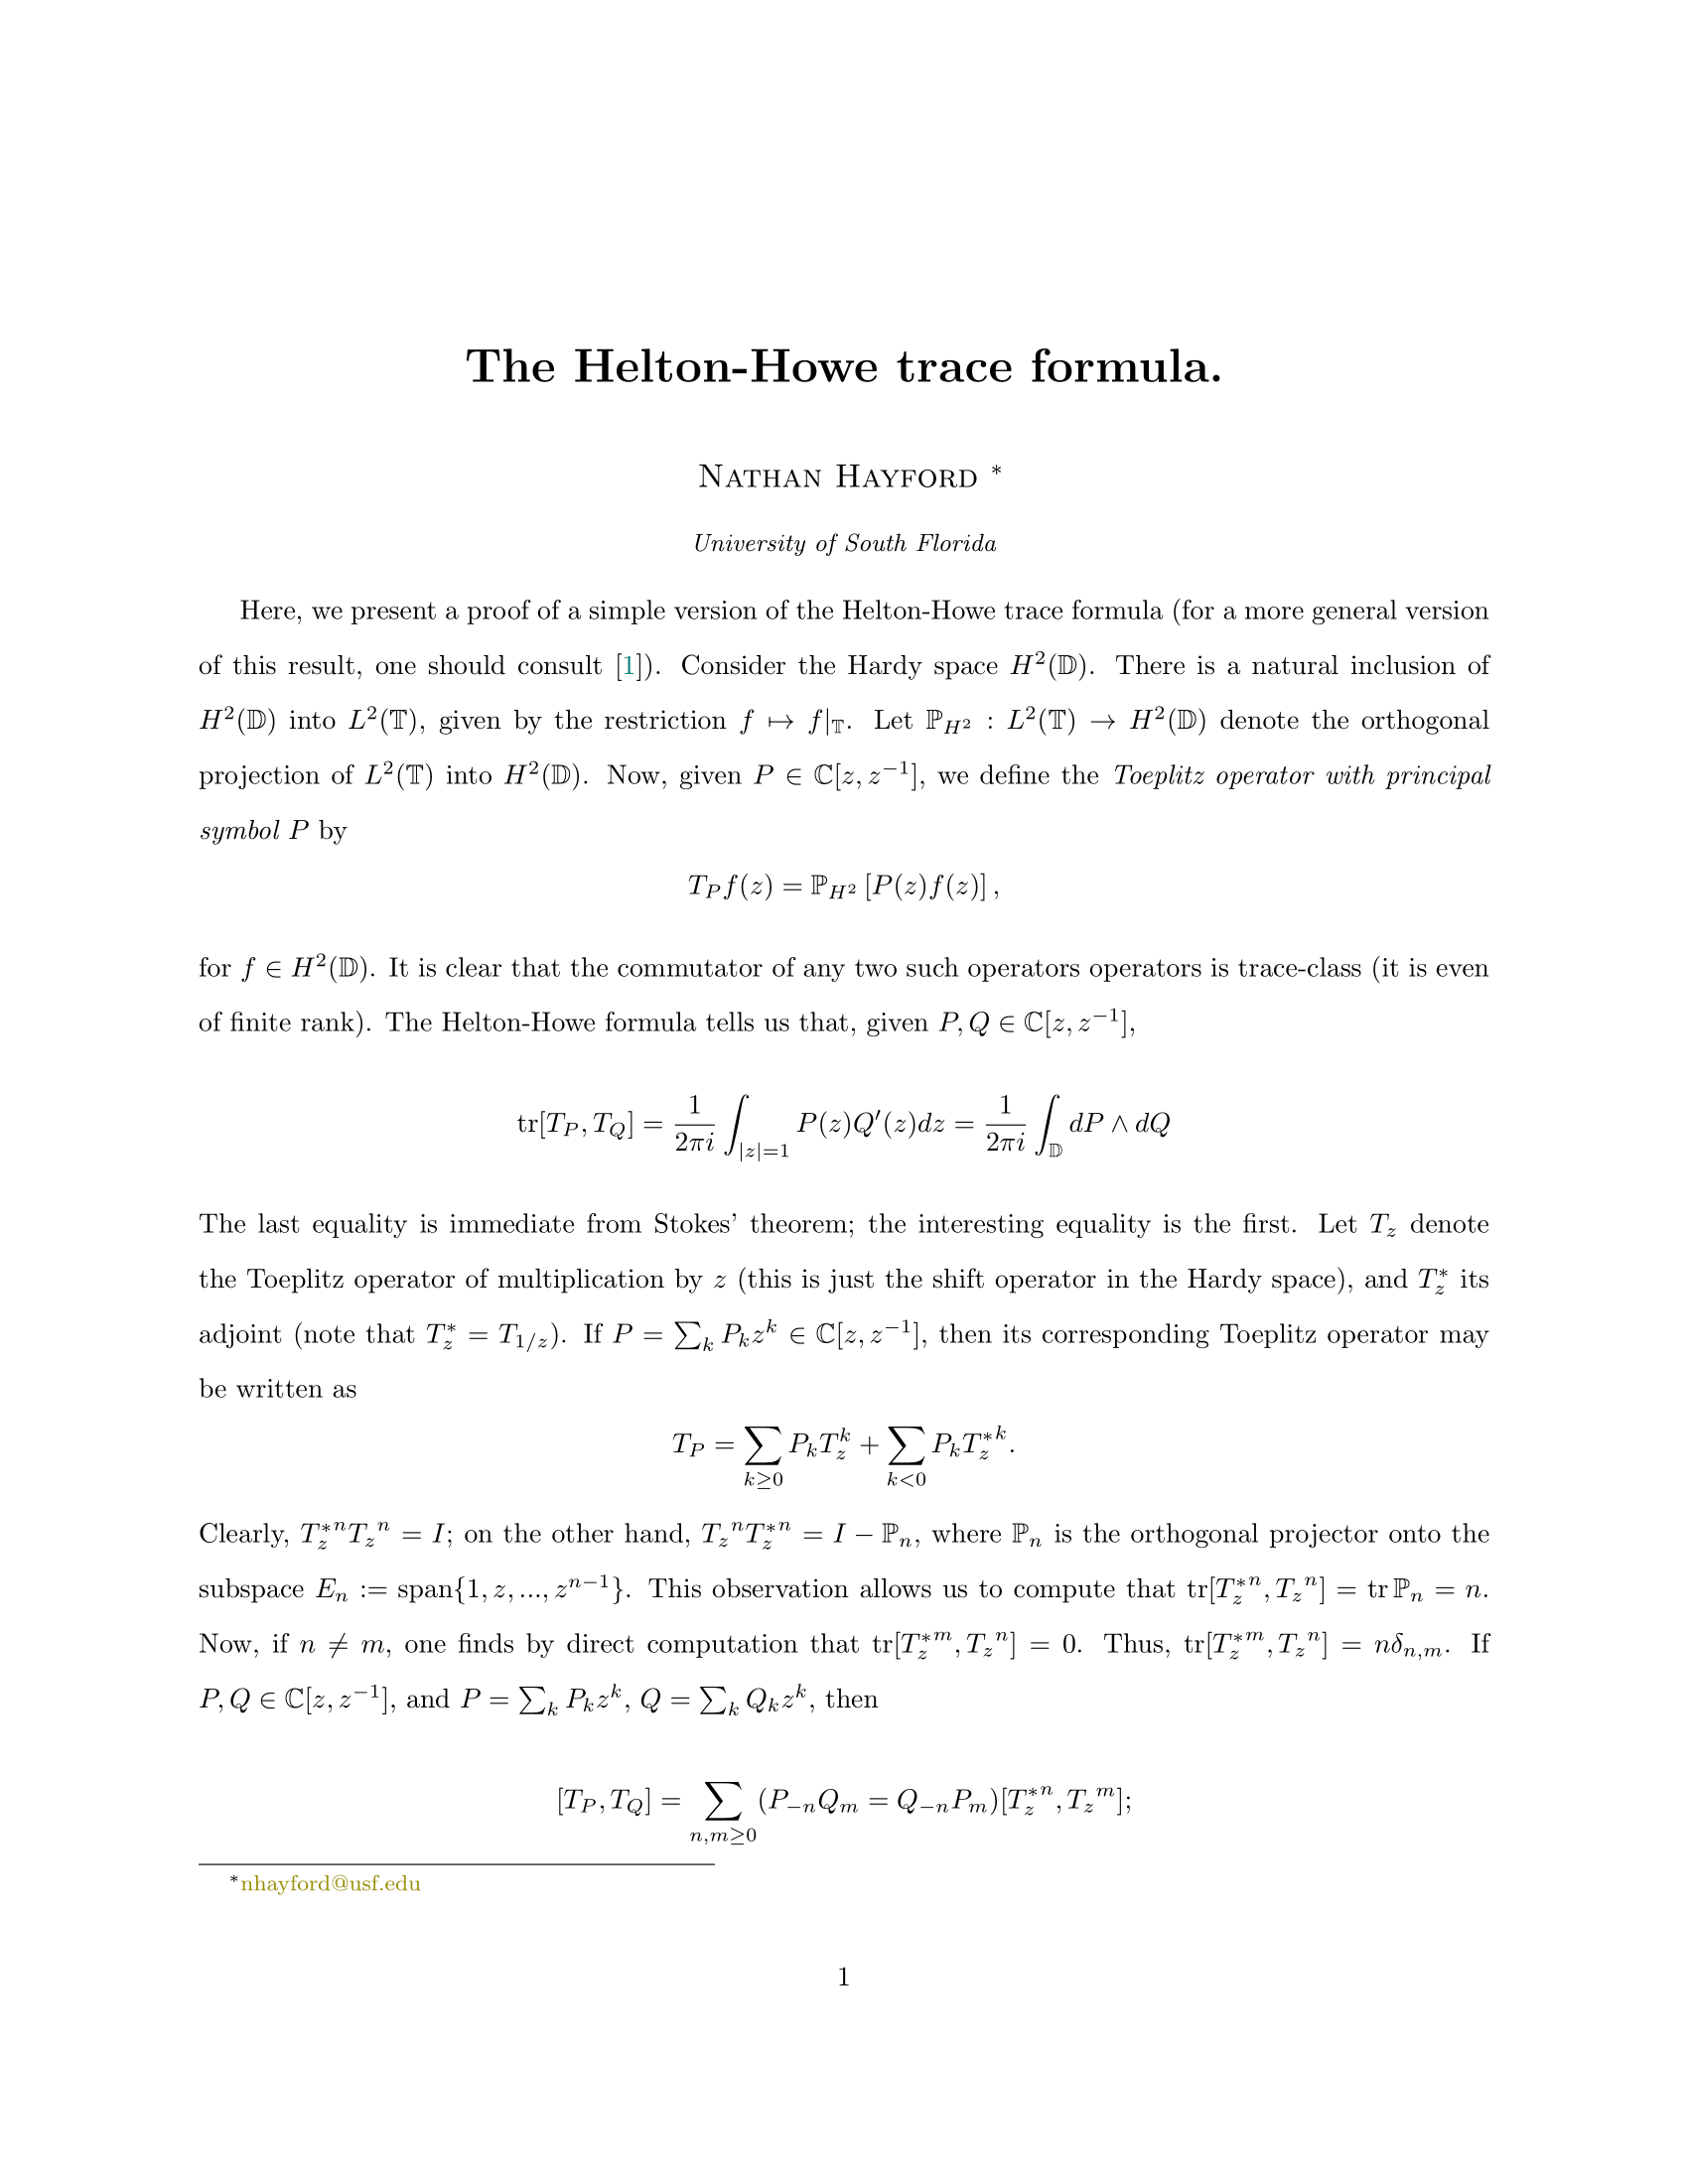 The Helton-Howe trace formula.
Nathan Hayford *
University of South Florida
Here, we present a proof of a simple version of the Helton-Howe trace formula (for a more general version
of this result, one should consult [1]). Consider the Hardy space $H^2(\mathbb{D})$. There is a natural inclusion of
$H^2(\mathbb{D})$ into $L^2(\mathbb{T})$, given by the restriction $f \mapsto f|_{\mathbb{T}}$. Let $\mathbb{P}_{H^2} : L^2(\mathbb{T}) \to H^2(\mathbb{D})$ denote the orthogonal
projection of $L^2(\mathbb{T})$ into $H^2(\mathbb{D})$. Now, given $P \in \mathbb{C}[z, z^{-1}]$, we define the Toeplitz operator with principal
symbol $P$ by
$T_P f(z) = \mathbb{P}_{H^2} [P(z)f(z)],$
for $f \in H^2(\mathbb{D})$. It is clear that the commutator of any two such operators operators is trace-class (it is even
of finite rank). The Helton-Howe formula tells us that, given $P, Q \in \mathbb{C}[z, z^{-1}]$,
$\mathrm{tr}[T_P, T_Q] = \frac{1}{2\pi i} \int_{|z|=1} P(z)Q'(z)dz = \frac{1}{2\pi i} \int_{\mathbb{D}} dP \wedge dQ$
The last equality is immediate from Stokes' theorem; the interesting equality is the first. Let $T_z$ denote
the Toeplitz operator of multiplication by $z$ (this is just the shift operator in the Hardy space), and $T_z^*$ its
adjoint (note that $T_z^* = T_{1/z}$). If $P = \sum_k P_k z^k \in \mathbb{C}[z, z^{-1}]$, then its corresponding Toeplitz operator may
be written as
$T_P = \sum_{k \geq 0} P_k T_z^k + \sum_{k<0} P_k {T_z^*}^k.$
Clearly, ${T_z^*}^n {T_z}^n = I$; on the other hand, ${T_z}^n {T_z^*}^n = I - \mathbb{P}_n$, where $\mathbb{P}_n$ is the orthogonal projector onto the
subspace $E_n := \mathrm{span}\{1, z, ..., z^{n-1}\}$. This observation allows us to compute that $\mathrm{tr}[{T_z^*}^n, {T_z}^n] = \mathrm{tr}\, \mathbb{P}_n = n$.
Now, if $n \neq m$, one finds by direct computation that $\mathrm{tr}[{T_z^*}^m, {T_z}^n] = 0$. Thus, $\mathrm{tr}[{T_z^*}^m, {T_z}^n] = n\delta_{n,m}$. If
$P, Q \in \mathbb{C}[z, z^{-1}]$, and $P = \sum_k P_k z^k$, $Q = \sum_k Q_k z^k$, then
$[T_P, T_Q] = \sum_{n,m \geq 0} (P_{-n}Q_m = Q_{-n}P_m)[{T_z^*}^n, {T_z}^m];$
*nhayford@usf.edu
1